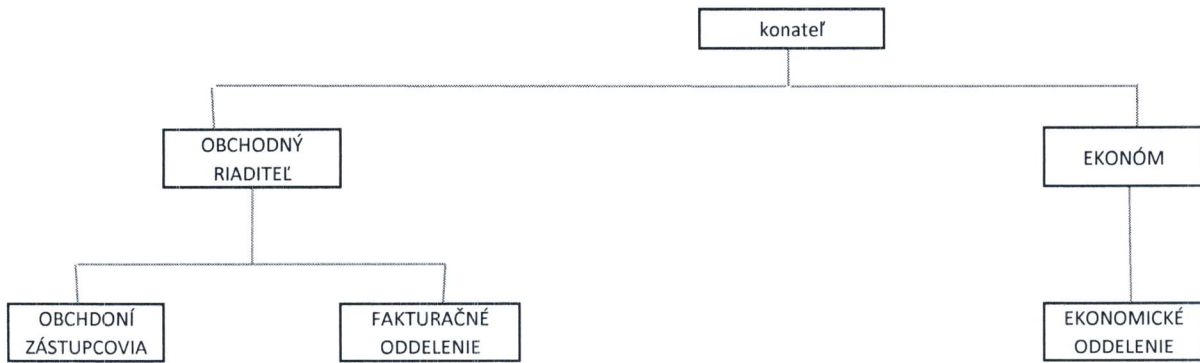 konateľ
OBCHODNÝ
RIADITEĽ
EKONÓM
OBCHDONÍ
ZÁSTUPCOVIA
FAKTURAČNÉ
ODDELENIE
EKONOMICKÉ
ODDELENIE